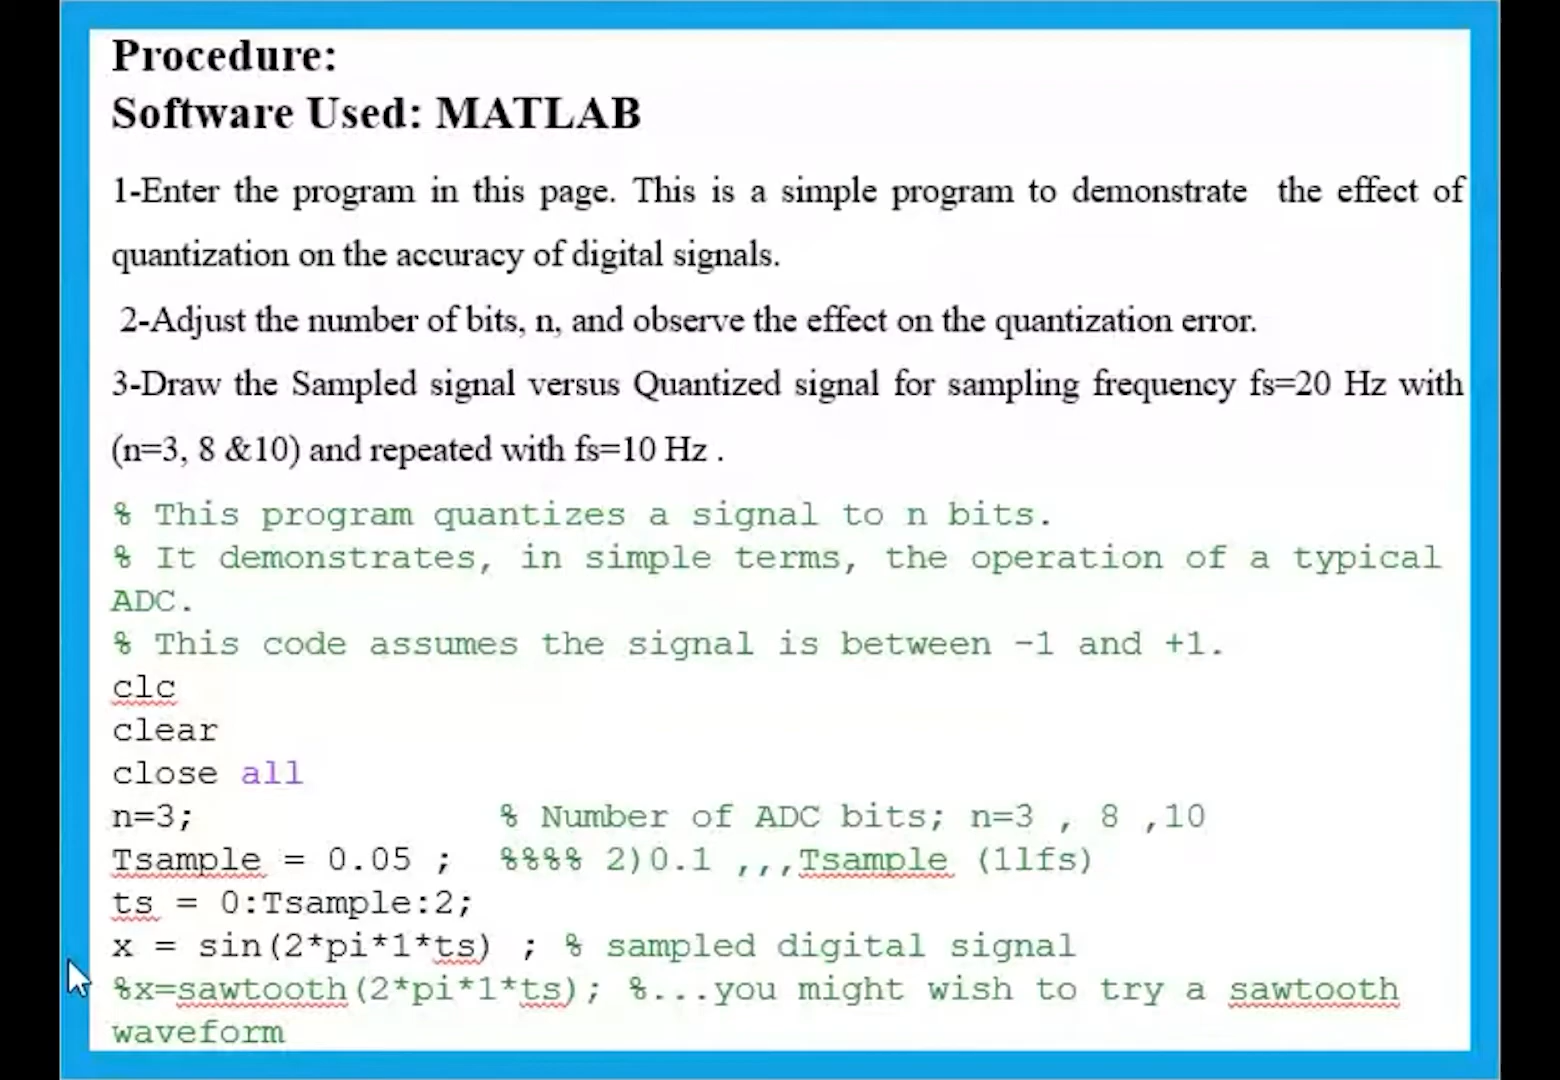 Procedure:
Software Used: MATLAB
1-Enter the program in this page. This is a simple program to demonstrate the effect of
quantization on the accuracy of digital signals.
2-Adjust the number of bits, n, and observe the effect on the quantization error.
3-Draw the Sampled signal versus Quantized signal for sampling frequency fs=20 Hz with
(n=3, 8 &10) and repeated with fs=10 Hz .
% This program quantizes a signal to n bits.
% It demonstrates, in simple terms, the operation of a typical
ADC.
% This code assumes the signal is between -1 and +1.
clc
clear
close all
n=3; % Number of ADC bits; n=3 , 8 ,10
Tsample = 0.05 ; %%%% 2)0.1 ,,,Tsample (1lfs)
ts = 0:Tsample:2;
x = sin(2*pi*1*ts) ; % sampled digital signal
%x=sawtooth(2*pi*1*ts); %...you might wish to try a sawtooth
waveform